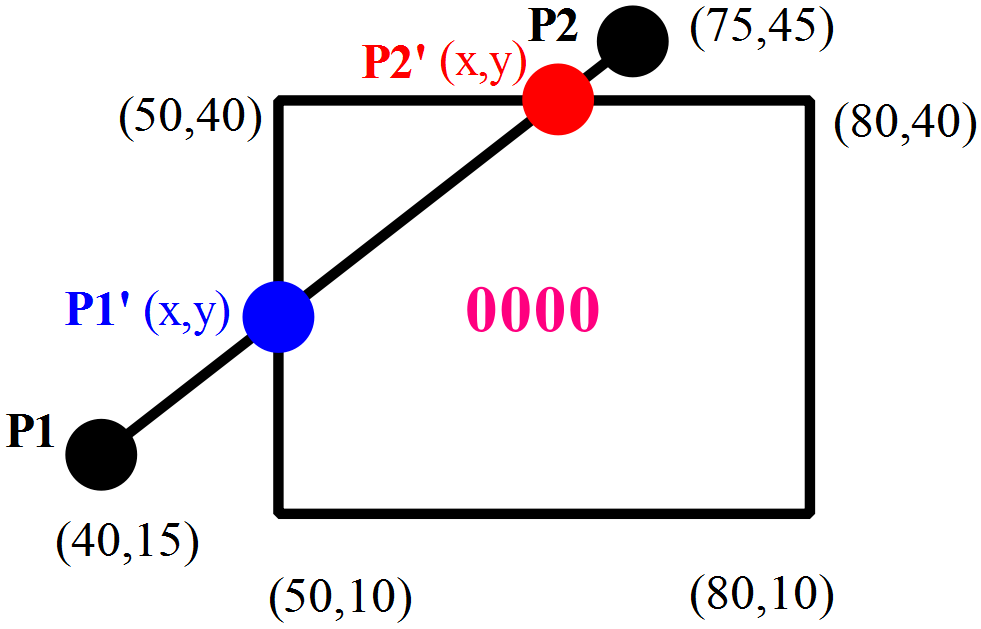 P2 (75,45)
P2' (x,y)
(50,40)
(80,40)
P1' (x,y)
0000
P1
(40,15)
(50,10)
(80,10)